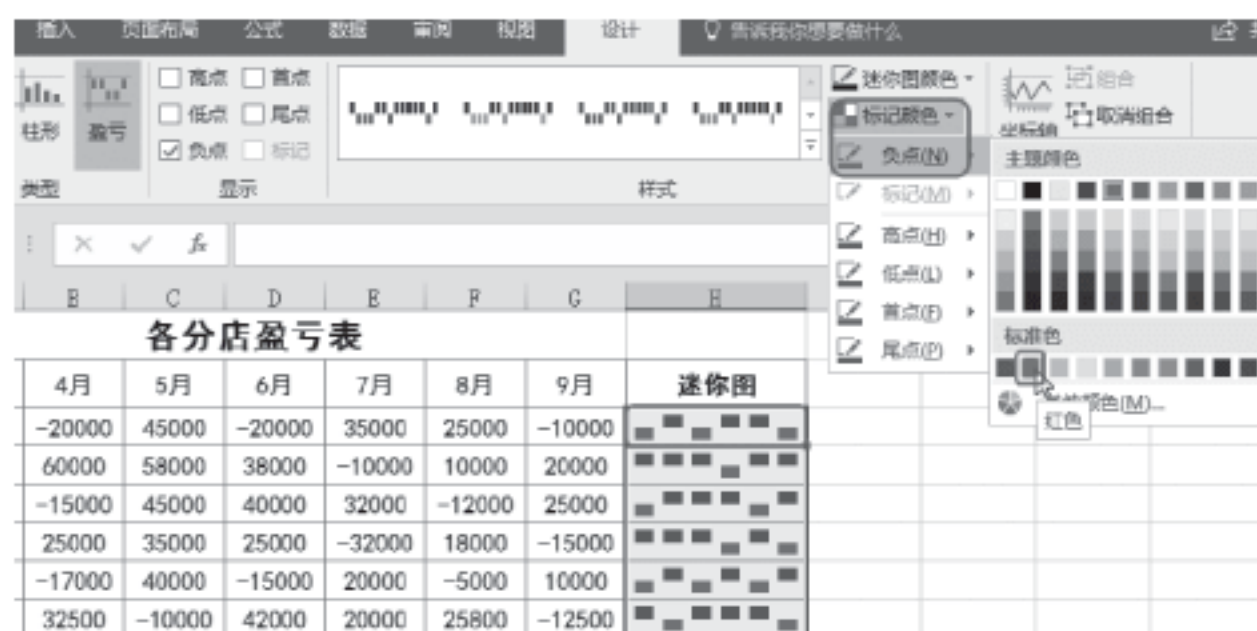 插入 页面布局 公式 数据 审阅 视图 设计 告诉我你想要做什么
高点 首点 迷你图颜色 组合
柱形 盈亏 低点 尾点 标记颜色 坐标轴 取消组合
负点 标记 负点(N) 主题颜色
类型 显示 样式 标记(M)
fx 高点(H)
低点(L)
B C D E F G H 首点(F)
各分店盈亏表 标准色
尾点(P)
4月 5月 6月 7月 8月 9月 迷你图
颜色(M)...
红色
-20000 45000 -20000 35000 25000 -10000
60000 58000 38000 -10000 10000 20000
-15000 45000 40000 32000 -12000 25000
25000 35000 25000 -32000 18000 -15000
-17000 40000 -15000 20000 -5000 10000
32500 -10000 42000 20000 25800 -12500